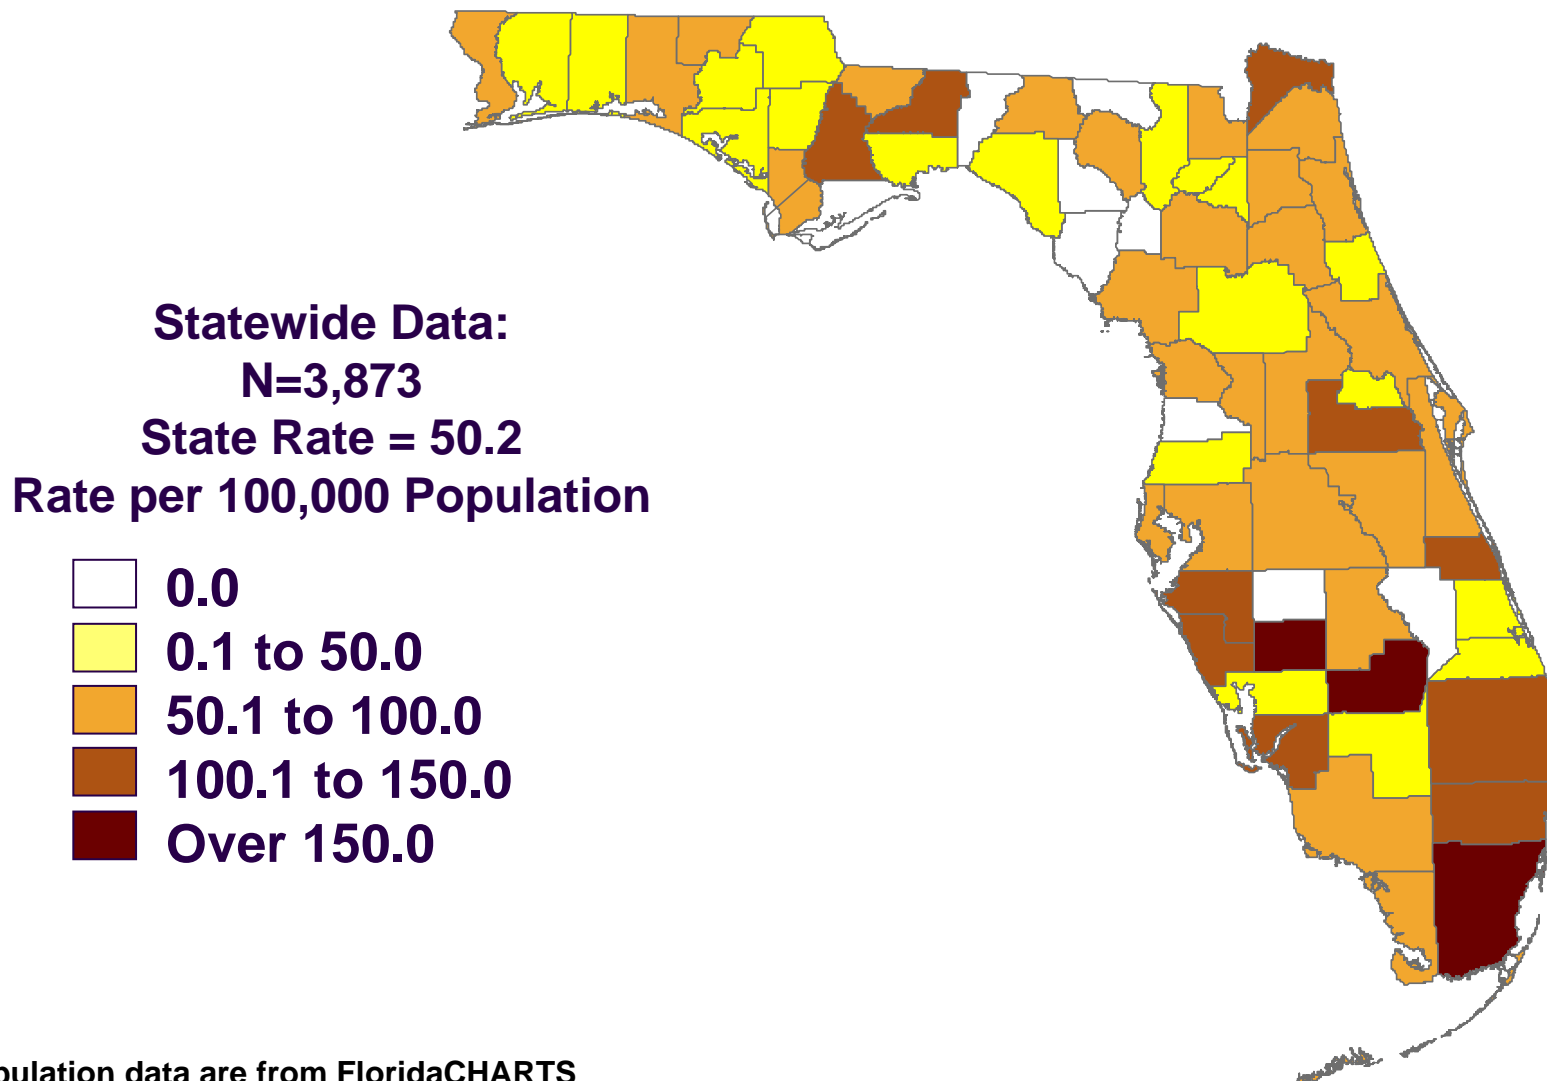 Statewide Data:
N=3,873
State Rate = 50.2
Rate per 100,000 Population
0.0
0.1 to 50.0
50.1 to 100.0
100.1 to 150.0
Over 150.0
data are from FloridaCHARTS